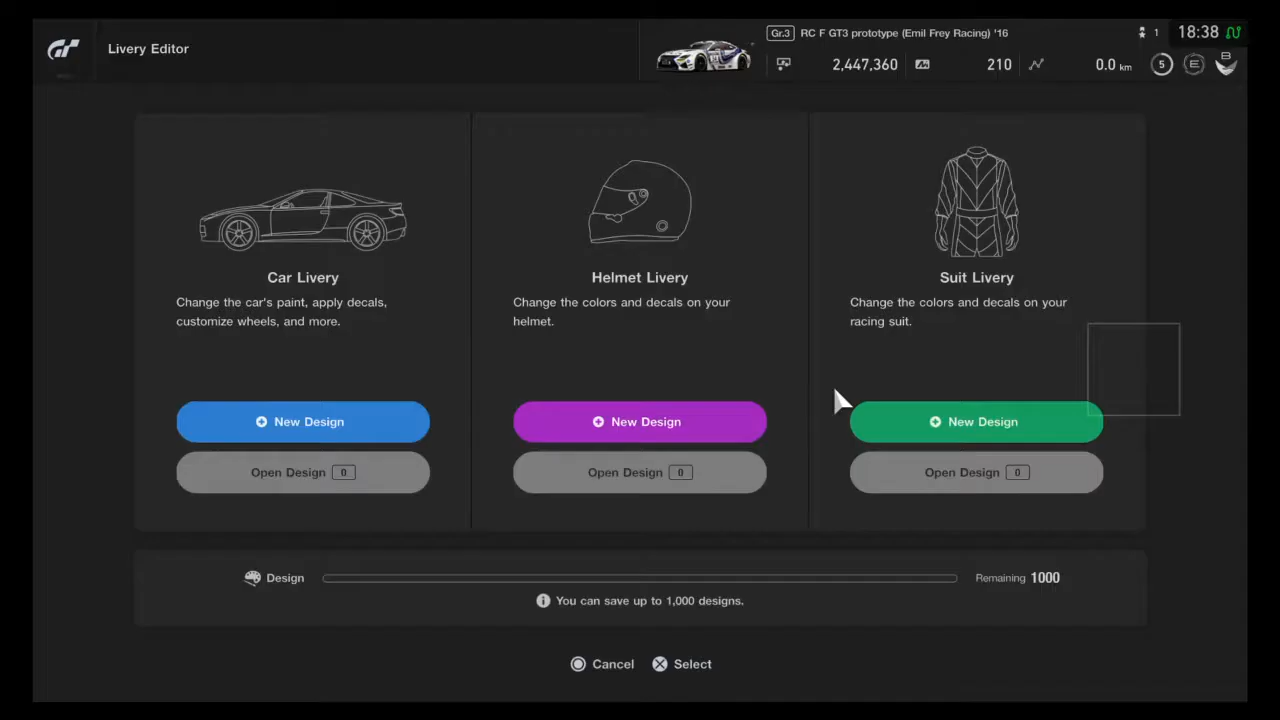 Livery Editor
Gr.3 RC F GT3 prototype (Emil Frey Racing) '16
1 18:38
2,447,360 210 0.0 km 5 E B
Car Livery
Change the car's paint, apply decals,
customize wheels, and more.
New Design
Open Design 0
Helmet Livery
Change the colors and decals on your
helmet.
New Design
Open Design 0
Suit Livery
Change the colors and decals on your
racing suit.
New Design
Open Design 0
Design Remaining 1000
You can save up to 1,000 designs.
Cancel Select